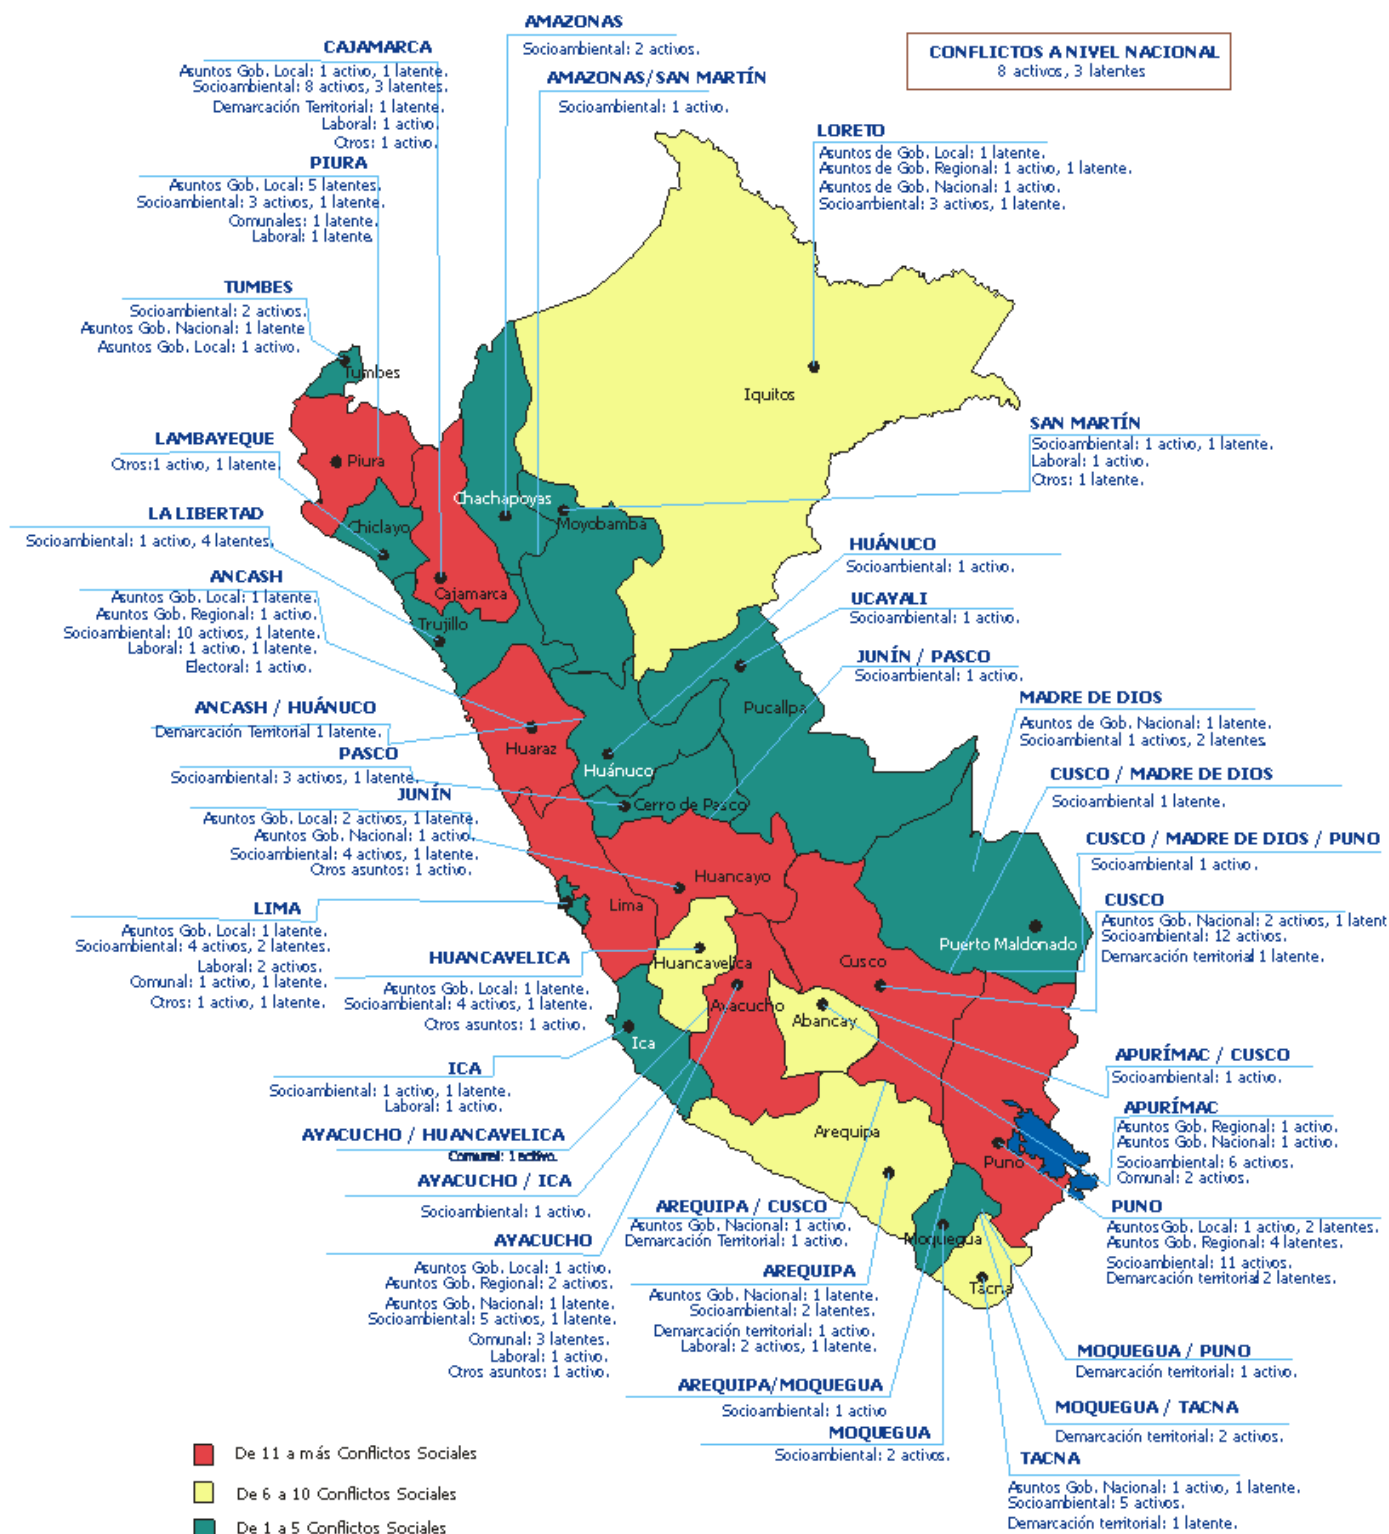 AMAZONAS
Socioambiental: 2 activos.
CAJAMARCA
Asuntos Gob. Local: 1 activo, 1 latente.
Socioambiental: 8 activos, 3 latentes.
Demarcación Territorial: 1 latente.
Laboral: 1 activo.
Otros: 1 activo.
AMAZONAS/SAN MARTÍN
Socioambiental: 1 activo.
CONFLICTOS A NIVEL NACIONAL
8 activos, 3 latentes
LORETO
Asuntos de Gob. Local: 1 latente.
Asuntos de Gob. Regional: 1 activo, 1 latente.
Asuntos de Gob. Nacional: 1 activo.
Socioambiental: 3 activos, 1 latente.
PIURA
Asuntos Gob. Local: 5 latentes.
Socioambiental: 3 activos, 1 latente.
Comunales: 1 latente.
Laboral: 1 latente
TUMBES
Socioambiental: 2 activos.
Asuntos Gob. Nacional: 1 latente
Asuntos Gob. Local: 1 activo.
Tumbes
Iquitos
SAN MARTÍN
Socioambiental: 1 activo, 1 latente.
Laboral: 1 activo.
Otros: 1 latente.
LAMBAYEQUE
Otros:1 activo, 1 latente.
Piura
Chachapoyas
Moyobamba
Chiclayo
LA LIBERTAD
Socioambiental: 1 activo, 4 latentes.
HUÁNUCO
Socioambiental: 1 activo.
ANCASH
Asuntos Gob. Local: 1 latente.
Asuntos Gob. Regional: 1 activo.
Socioambiental: 10 activos, 1 latente.
Laboral: 1 activo. 1 latente.
Electoral: 1 activo.
Cajamarca
Trujillo
UCAYALI
Socioambiental: 1 activo.
JUNÍN / PASCO
Socioambiental: 1 activo.
ANCASH / HUÁNUCO
Demarcación Territorial 1 latente.
Pucallpa
MADRE DE DIOS
Asuntos de Gob. Nacional: 1 latente.
Socioambiental 1 activo, 2 latentes.
Huaraz
Huánuco
PASCO
Socioambiental: 3 activos, 1 latente.
CUSCO / MADRE DE DIOS
Socioambiental 1 latente.
JUNÍN
Asuntos Gob. Local: 2 activos, 1 latente.
Asuntos Gob. Nacional: 1 activo.
Socioambiental: 4 activos, 1 latente.
Otros asuntos: 1 activo.
Cerro de Pasco
CUSCO / MADRE DE DIOS / PUNO
Socioambiental 1 activo.
Huancayo
CUSCO
Asuntos Gob. Nacional: 2 activos, 1 latent
Socioambiental: 12 activos.
Demarcación territorial 1 latente.
LIMA
Asuntos Gob. Local: 1 latente.
Socioambiental: 4 activos, 2 latentes.
Laboral: 2 activos.
Comunal: 1 activo, 1 latente.
Otros: 1 activo, 1 latente.
Lima
Puerto Maldonado
HUANCAVELICA
Asuntos Gob. Local: 1 latente.
Socioambiental: 4 activos, 1 latente.
Otros asuntos: 1 activo.
Huancavelica
Cusco
Ayacucho
Abancay
Ica
ICA
Socioambiental: 1 activo, 1 latente.
Laboral: 1 activo.
APURÍMAC / CUSCO
Socioambiental: 1 activo.
APURÍMAC
Asuntos Gob. Regional: 1 activo.
Asuntos Gob. Nacional: 1 activo.
Socioambiental: 6 activos.
Comunal: 2 activos.
AYACUCHO / HUANCAVELICA
Comunal: 1 activo.
Arequipa
Puno
AYACUCHO / ICA
Socioambiental: 1 activo.
AREQUIPA / CUSCO
Asuntos Gob. Nacional: 1 activo.
Demarcación Territorial: 1 activo.
PUNO
Asuntos Gob. Local: 1 activo, 2 latentes.
Asuntos Gob. Regional: 4 latentes.
Socioambiental: 11 activos.
Demarcación territorial 2 latentes.
AYACUCHO
Asuntos Gob. Local: 1 activo.
Asuntos Gob. Regional: 2 activos.
Asuntos Gob. Nacional: 1 latente.
Socioambiental: 5 activos, 1 latente.
Comunal: 3 latentes.
Laboral: 1 activo.
Otros asuntos: 1 activo.
Moquegua
AREQUIPA
Asuntos Gob. Nacional: 1 latente.
Socioambiental: 2 latentes.
Demarcación territorial: 1 activo.
Laboral: 2 activos, 1 latente.
Tacna
MOQUEGUA / PUNO
Demarcación territorial: 1 activo.
AREQUIPA/MOQUEGUA
Socioambiental: 1 activo
MOQUEGUA / TACNA
Demarcación territorial: 2 activos.
MOQUEGUA
Socioambiental: 2 activos.
TACNA
Asuntos Gob. Nacional: 1 activo, 1 latente.
Socioambiental: 5 activos.
Demarcación territorial: 1 latente.
De 11 a más Conflictos Sociales
De 6 a 10 Conflictos Sociales
De 1 a 5 Conflictos Sociales